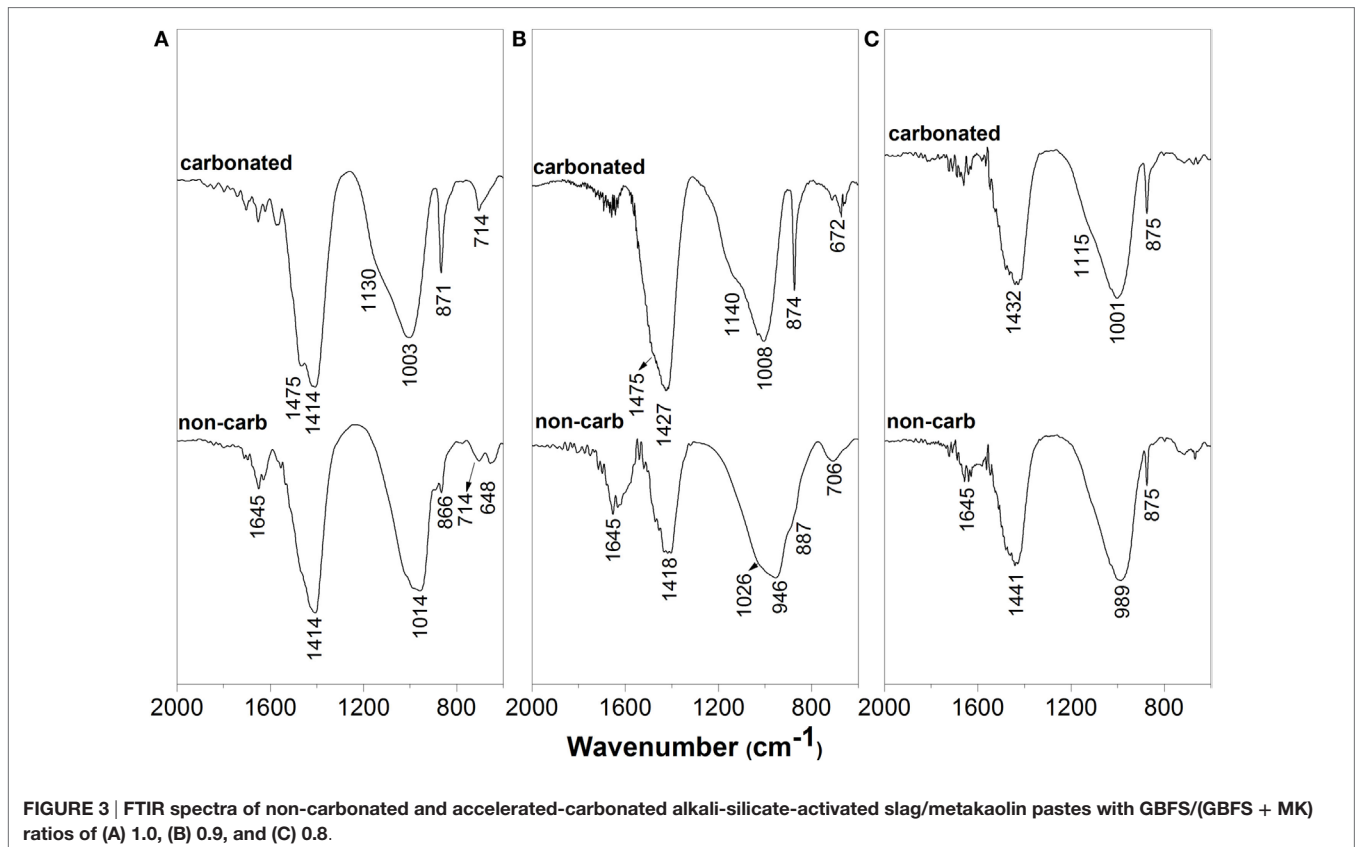 A
carbonated
1475
1414
1130
1003
871
714
non-carb
1645
1414
1014
866
714
648
2000 1600 1200 800
B
carbonated
1475
1427
1140
1008
874
672
non-carb
1645
1418
1026
946
887
706
2000 1600 1200 800
C
carbonated
1432
1115
1001
875
non-carb
1645
1441
989
875
2000 1600 1200 800
Wavenumber (cm-1)
FIGURE 3 | FTIR spectra of non-carbonated and accelerated-carbonated alkali-silicate-activated slag/metakaolin pastes with GBFS/(GBFS + MK)
ratios of (A) 1.0, (B) 0.9, and (C) 0.8.